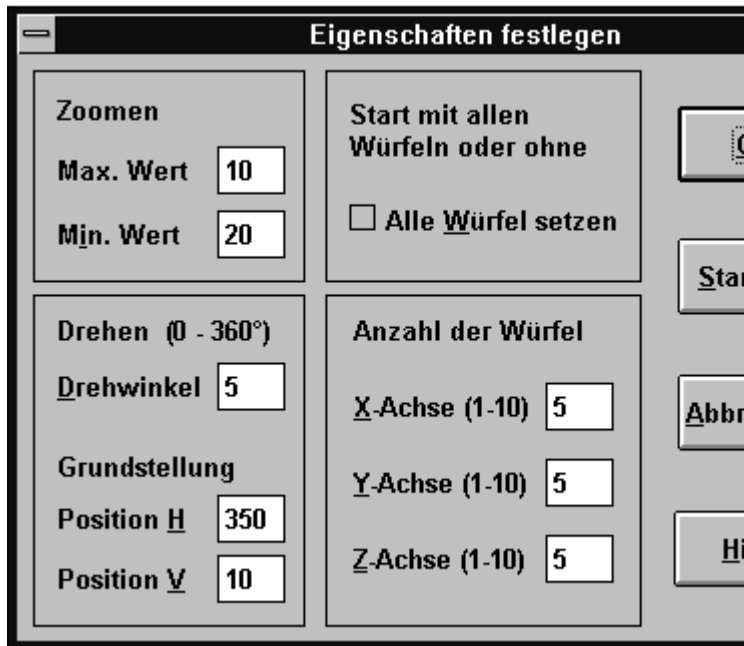 Eigenschaften festlegen
Zoomen
Max. Wert 10
Min. Wert 20
Start mit allen
Würfeln oder ohne
Alle Würfel setzen
Drehen (0 - 360°)
Drehwinkel 5
Grundstellung
Position H 350
Position V 10
Anzahl der Würfel
X-Achse (1-10) 5
Y-Achse (1-10) 5
Z-Achse (1-10) 5